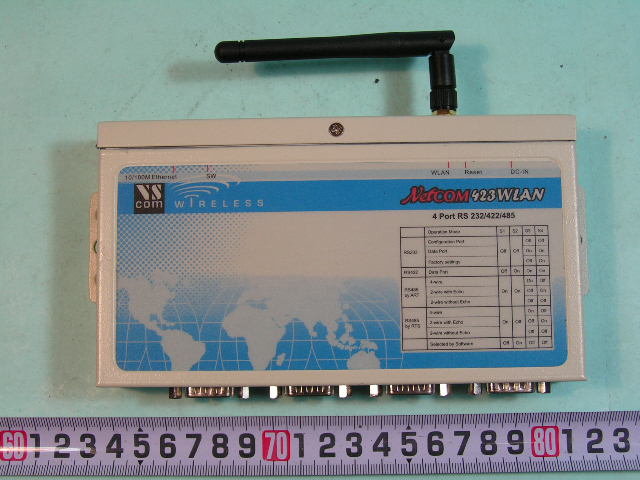 10/100M Ethernet SW WLAN Reset DC-IN
VS
com
WIRELESS
NetCOM 423WLAN
4 Port RS 232/422/485
Operation Mode S1 S2 S3 S4
Configuration Port Off Off
RS232 Data Port Off Off On On
Factory settings Off On
RS422 Data Port Off On On On
4-wire On Off
RS485 by ART 2-wire with Echo On On Off On
2-wire without Echo Off Off
4-wire On Off
RS485 by RTS 2-wire with Echo On Off Off On
2-wire without Echo Off Off
Selected by Software Off On Off Off
60 1 2 3 4 5 6 7 8 9 70 1 2 3 4 5 6 7 8 9 80 1 2 3